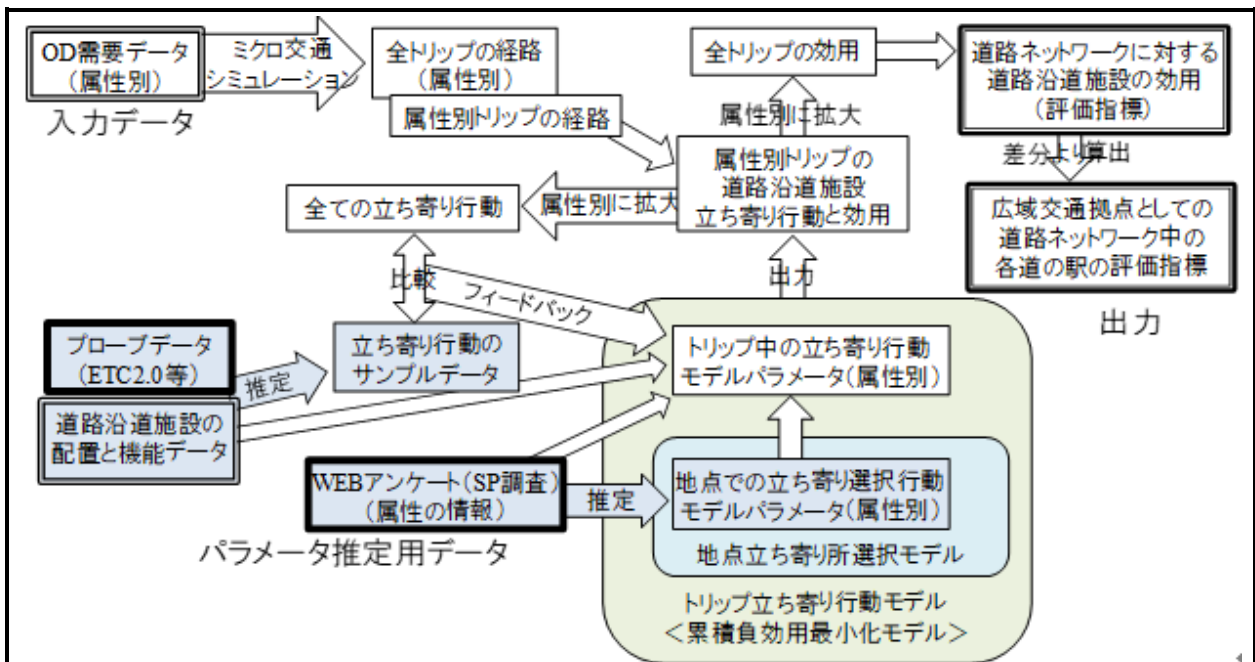 OD需要データ
（属性別）
入力データ
ミクロ交通
シミュレーション
全トリップの経路
（属性別）
属性別トリップの経路
全トリップの効用
道路ネットワークに対する
道路沿道施設の効用
（評価指標）
属性別に拡大
差分より算出
属性別トリップの
道路沿道施設
立ち寄り行動と効用
全ての立ち寄り行動
属性別に拡大
広域交通拠点としての
道路ネットワーク中の
各道の駅の評価指標
出力
比較
フィードバック
出力
プローブデータ
（ETC2.0等）
推定
立ち寄り行動の
サンプルデータ
トリップ中の立ち寄り行動
モデルパラメータ（属性別）
道路沿道施設の
配置と機能データ
WEBアンケート（SP調査）
（属性の情報）
推定
地点での立ち寄り選択行動
モデルパラメータ（属性別）
パラメータ推定用データ
地点立ち寄り所選択モデル
トリップ立ち寄り行動モデル
＜累積負効用最小化モデル＞